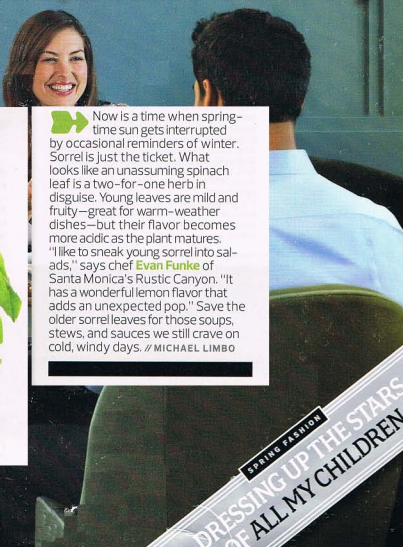 Now is a time when spring-
time sun gets interrupted
by occasional reminders of winter.
Sorrel is just the ticket. What
looks like an unassuming spinach
leaf is a two-for-one herb in
disguise. Young leaves are mild and
fruity—great for warm-weather
dishes—but their flavor becomes
more acidic as the plant matures.
"I like to sneak young sorrel into sal-
ads," says chef Evan Funke of
Santa Monica's Rustic Canyon. "It
has a wonderful lemon flavor that
adds an unexpected pop." Save the
older sorrel leaves for those soups,
stews, and sauces we still crave on
cold, windy days. // MICHAEL LIMBO
SPRING FASHION
DRESSING UP THE STARS
OF ALL MY CHILDREN